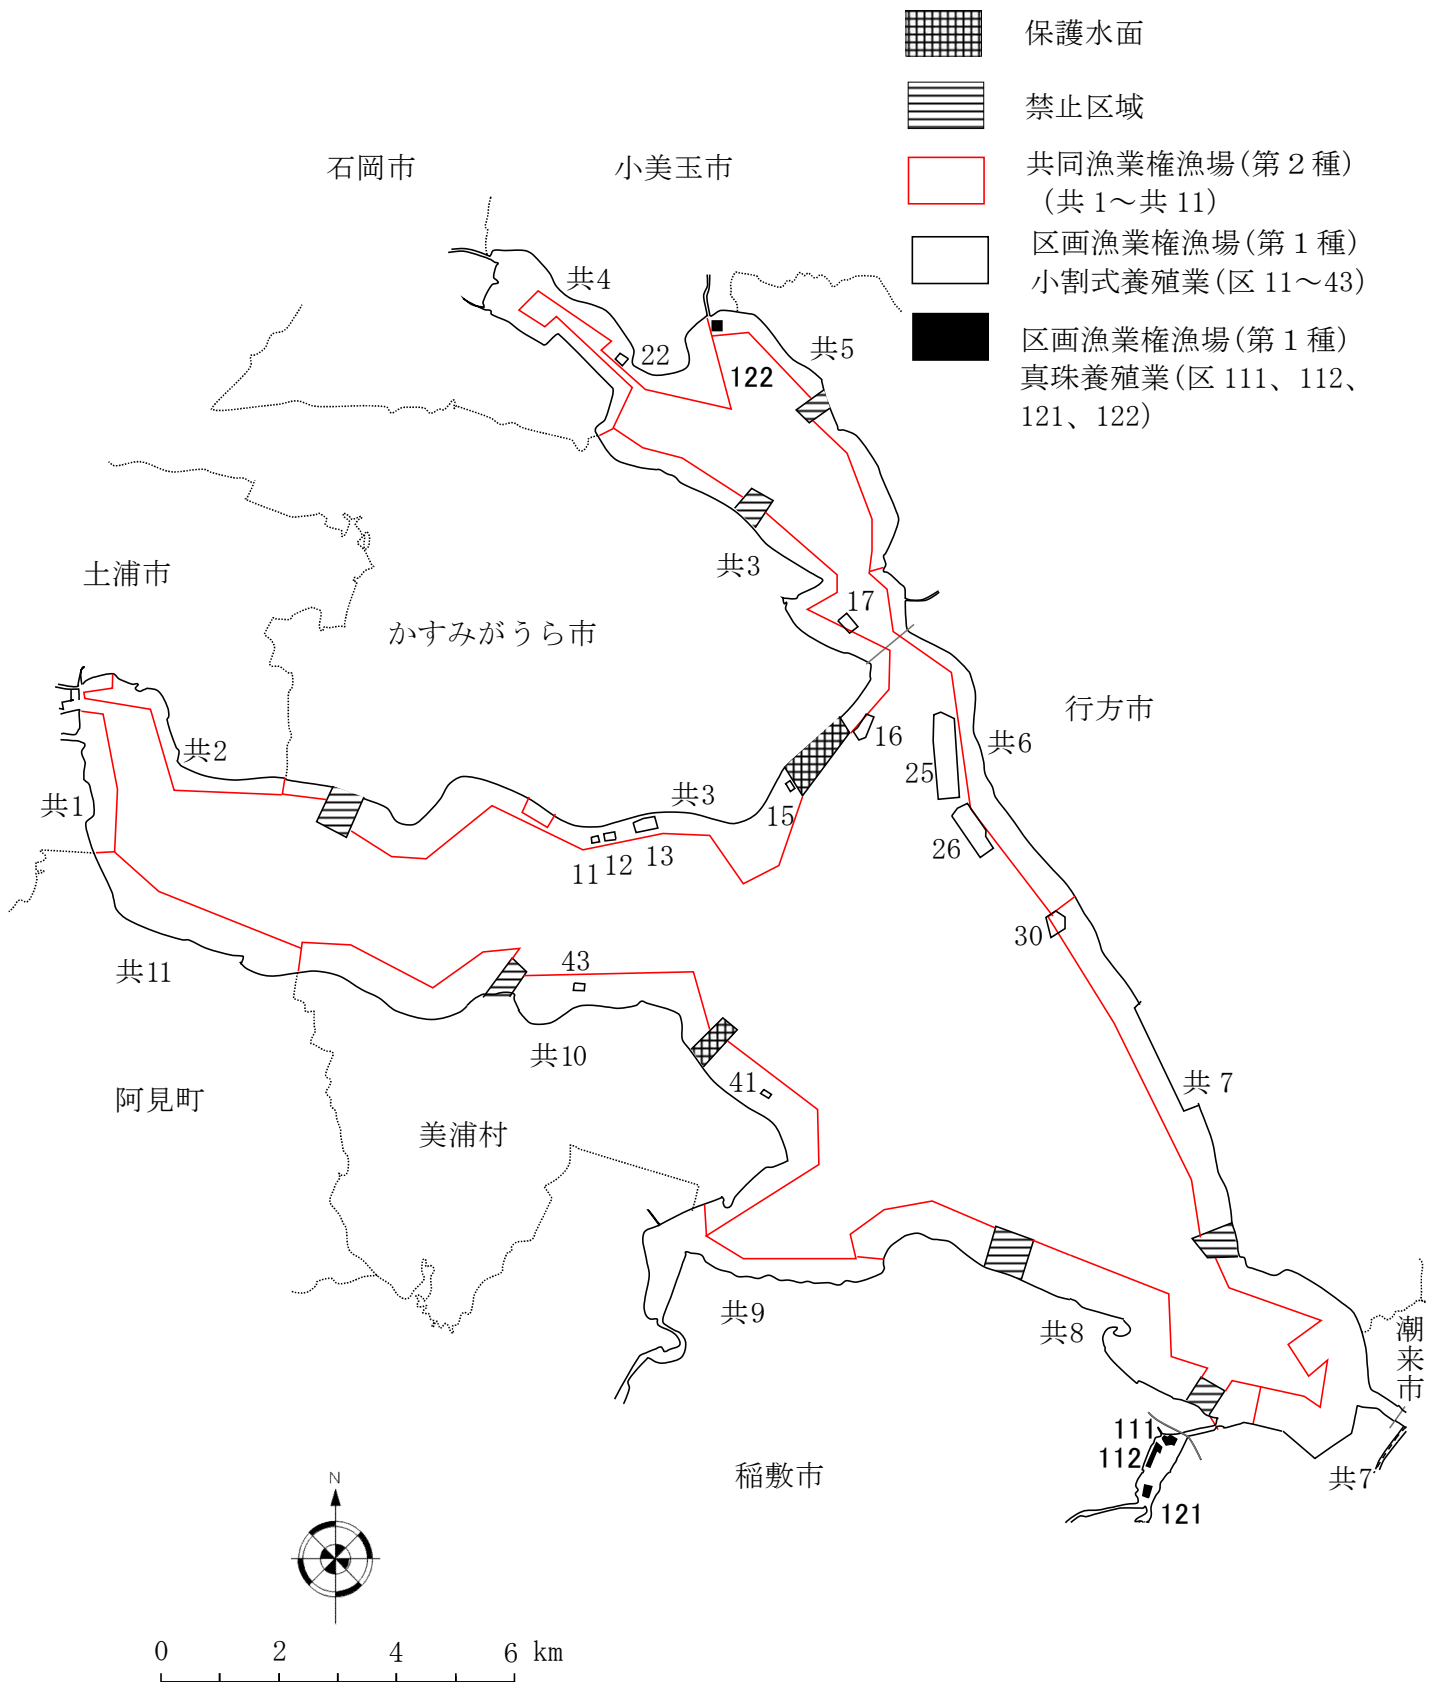 保護水面
禁止区域
共同漁業権漁場(第２種)
（共 1～共 11）
区画漁業権漁場(第１種)
小割式養殖業(区 11～43)
区画漁業権漁場(第１種)
真珠養殖業(区 111、112、
121、122)
石岡市
小美玉市
共4
22
122
共5
共3
土浦市
かすみがうら市
17
行方市
共2
共6
16
25
共1
共3
15
26
11
12
13
30
43
共11
共10
41
共７
阿見町
美浦村
共9
共8
潮来市
111
112
稲敷市
共7
121
N
0
2
4
6 km